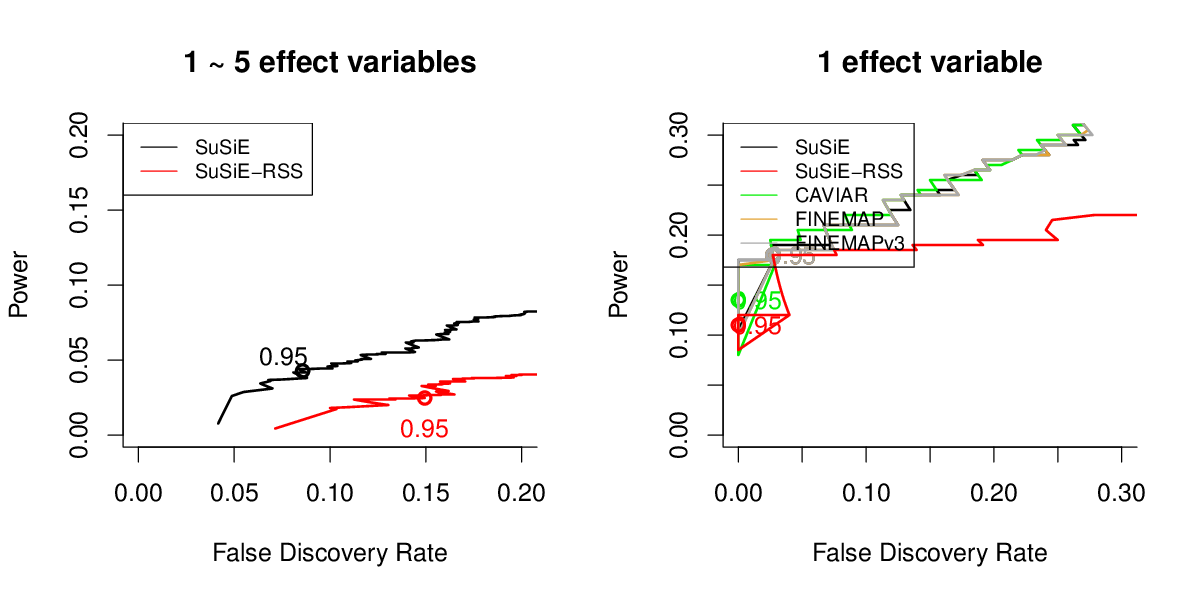 1 ~ 5 effect variables
Power
0.00 0.05 0.10 0.15 0.20
SuSiE
SuSiE−RSS
0.95
0.95
0.00 0.05 0.10 0.15 0.20
False Discovery Rate
1 effect variable
Power
0.00 0.10 0.20 0.30
SuSiE
SuSiE−RSS
CAVIAR
FINEMAP
FINEMAPv3
0.95
0.95
0.95
0.00 0.10 0.20 0.30
False Discovery Rate